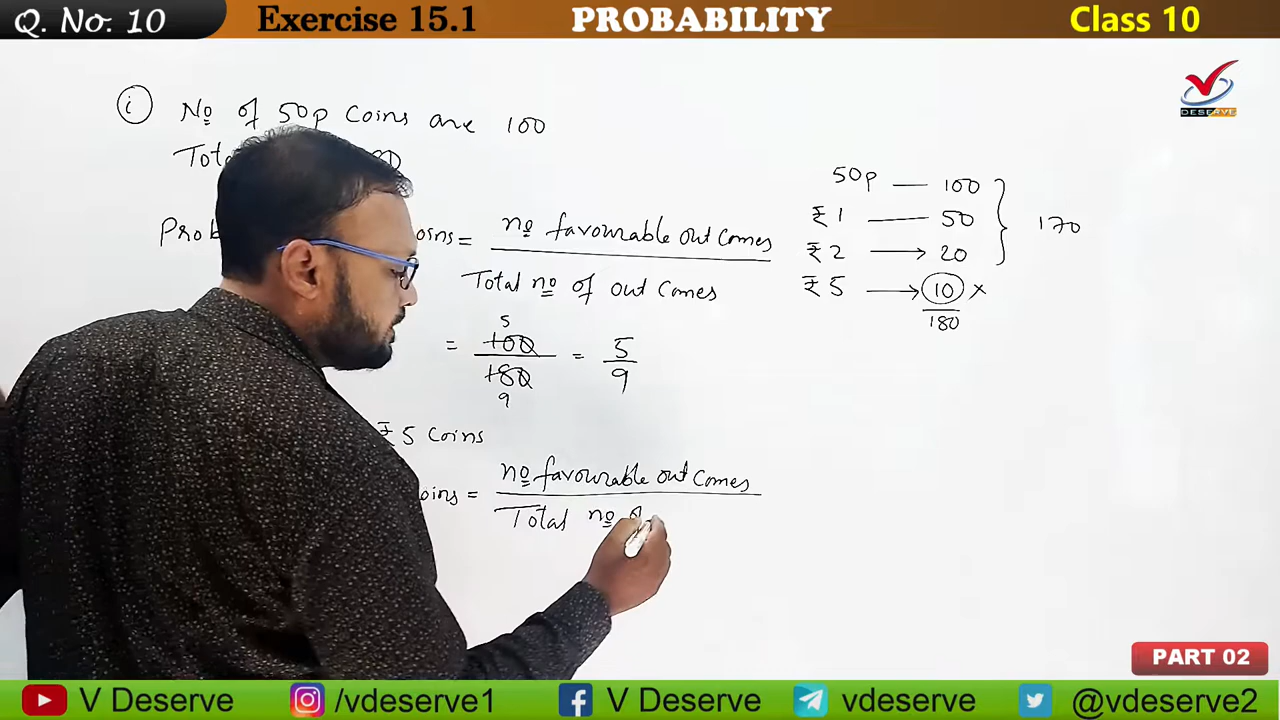 Q. No. 10
Exercise 15.1
PROBABILITY
Class 10
DESERVE
i No of 50p Coins are 100
50p — 100
₹ 1 — 50
₹ 2 → 20
170
₹ 5 → 10 ×
180
= no favourable out Comes
Total no of out Comes
= 5
100
180
9
= 5
9
₹ 5 Coins
= no favourable out Comes
Total no
PART 02
V Deserve
/vdeserve1
V Deserve
vdeserve
@vdeserve2